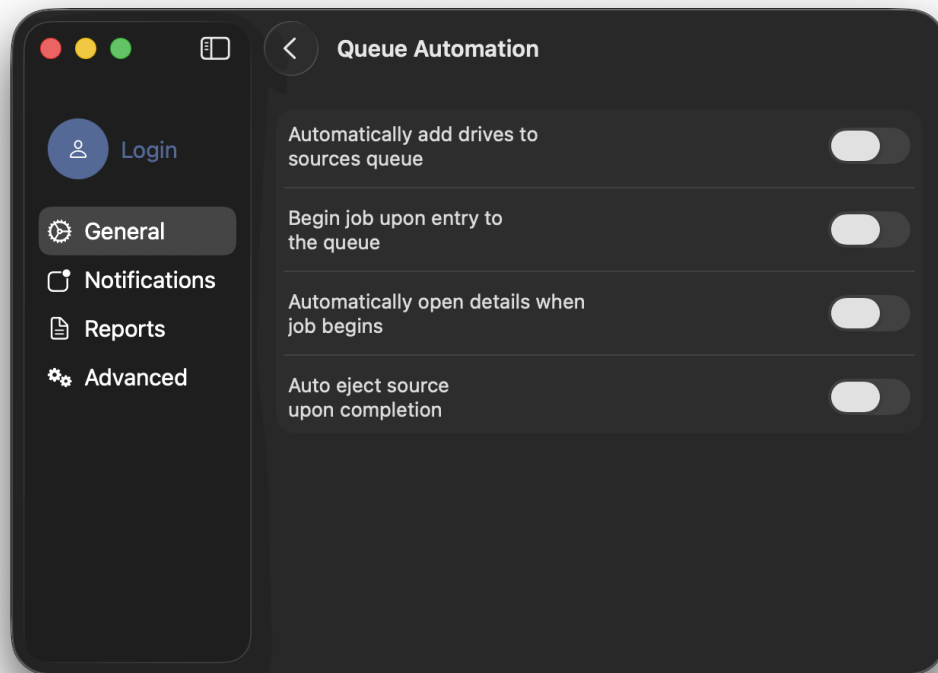 Queue Automation
Login
General
Notifications
Reports
Advanced
Automatically add drives to
sources queue
Begin job upon entry to
the queue
Automatically open details when
job begins
Auto eject source
upon completion